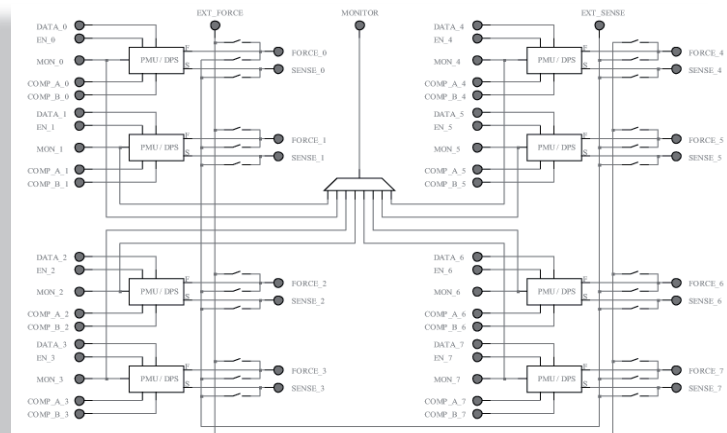 EXT_FORCE MONITOR EXT_SENSE
DATA_0
EN_0
MON_0
COMP_A_0
COMP_B_0
PMU / DPS
F
S
FORCE_0
SENSE_0
DATA_1
EN_1
MON_1
COMP_A_1
COMP_B_1
PMU / DPS
F
S
FORCE_1
SENSE_1
DATA_2
EN_2
MON_2
COMP_A_2
COMP_B_2
PMU / DPS
F
S
FORCE_2
SENSE_2
DATA_3
EN_3
MON_3
COMP_A_3
COMP_B_3
PMU / DPS
F
S
FORCE_3
SENSE_3
DATA_4
EN_4
MON_4
COMP_A_4
COMP_B_4
PMU / DPS
F
S
FORCE_4
SENSE_4
DATA_5
EN_5
MON_5
COMP_A_5
COMP_B_5
PMU / DPS
F
S
FORCE_5
SENSE_5
DATA_6
EN_6
MON_6
COMP_A_6
COMP_B_6
PMU / DPS
F
S
FORCE_6
SENSE_6
DATA_7
EN_7
MON_7
COMP_A_7
COMP_B_7
PMU / DPS
F
S
FORCE_7
SENSE_7